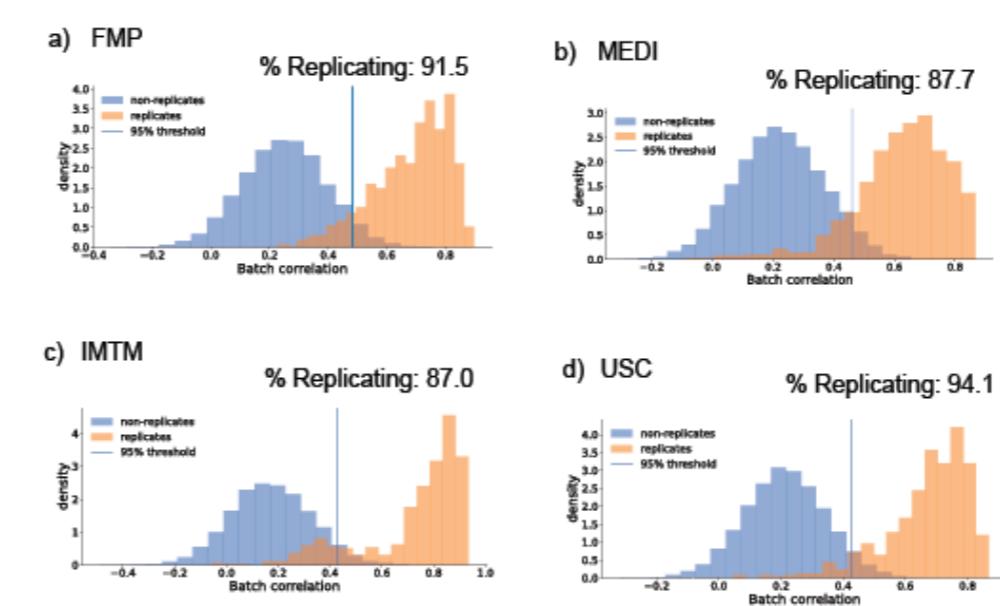 a) FMP
% Replicating: 91.5
non-replicates
replicates
95% threshold
density
4.0
3.5
3.0
2.5
2.0
1.5
1.0
0.5
0.0
−0.4 −0.2 0.0 0.2 0.4 0.6 0.8
Batch correlation
b) MEDI
% Replicating: 87.7
non-replicates
replicates
95% threshold
density
3.0
2.5
2.0
1.5
1.0
0.5
0.0
−0.2 0.0 0.2 0.4 0.6 0.8
Batch correlation
c) IMTM
% Replicating: 87.0
non-replicates
replicates
95% threshold
density
4
3
2
1
0
−0.4 −0.2 0.0 0.2 0.4 0.6 0.8 1.0
Batch correlation
d) USC
% Replicating: 94.1
non-replicates
replicates
95% threshold
density
4.0
3.5
3.0
2.5
2.0
1.5
1.0
0.5
0.0
−0.2 0.0 0.2 0.4 0.6 0.8
Batch correlation